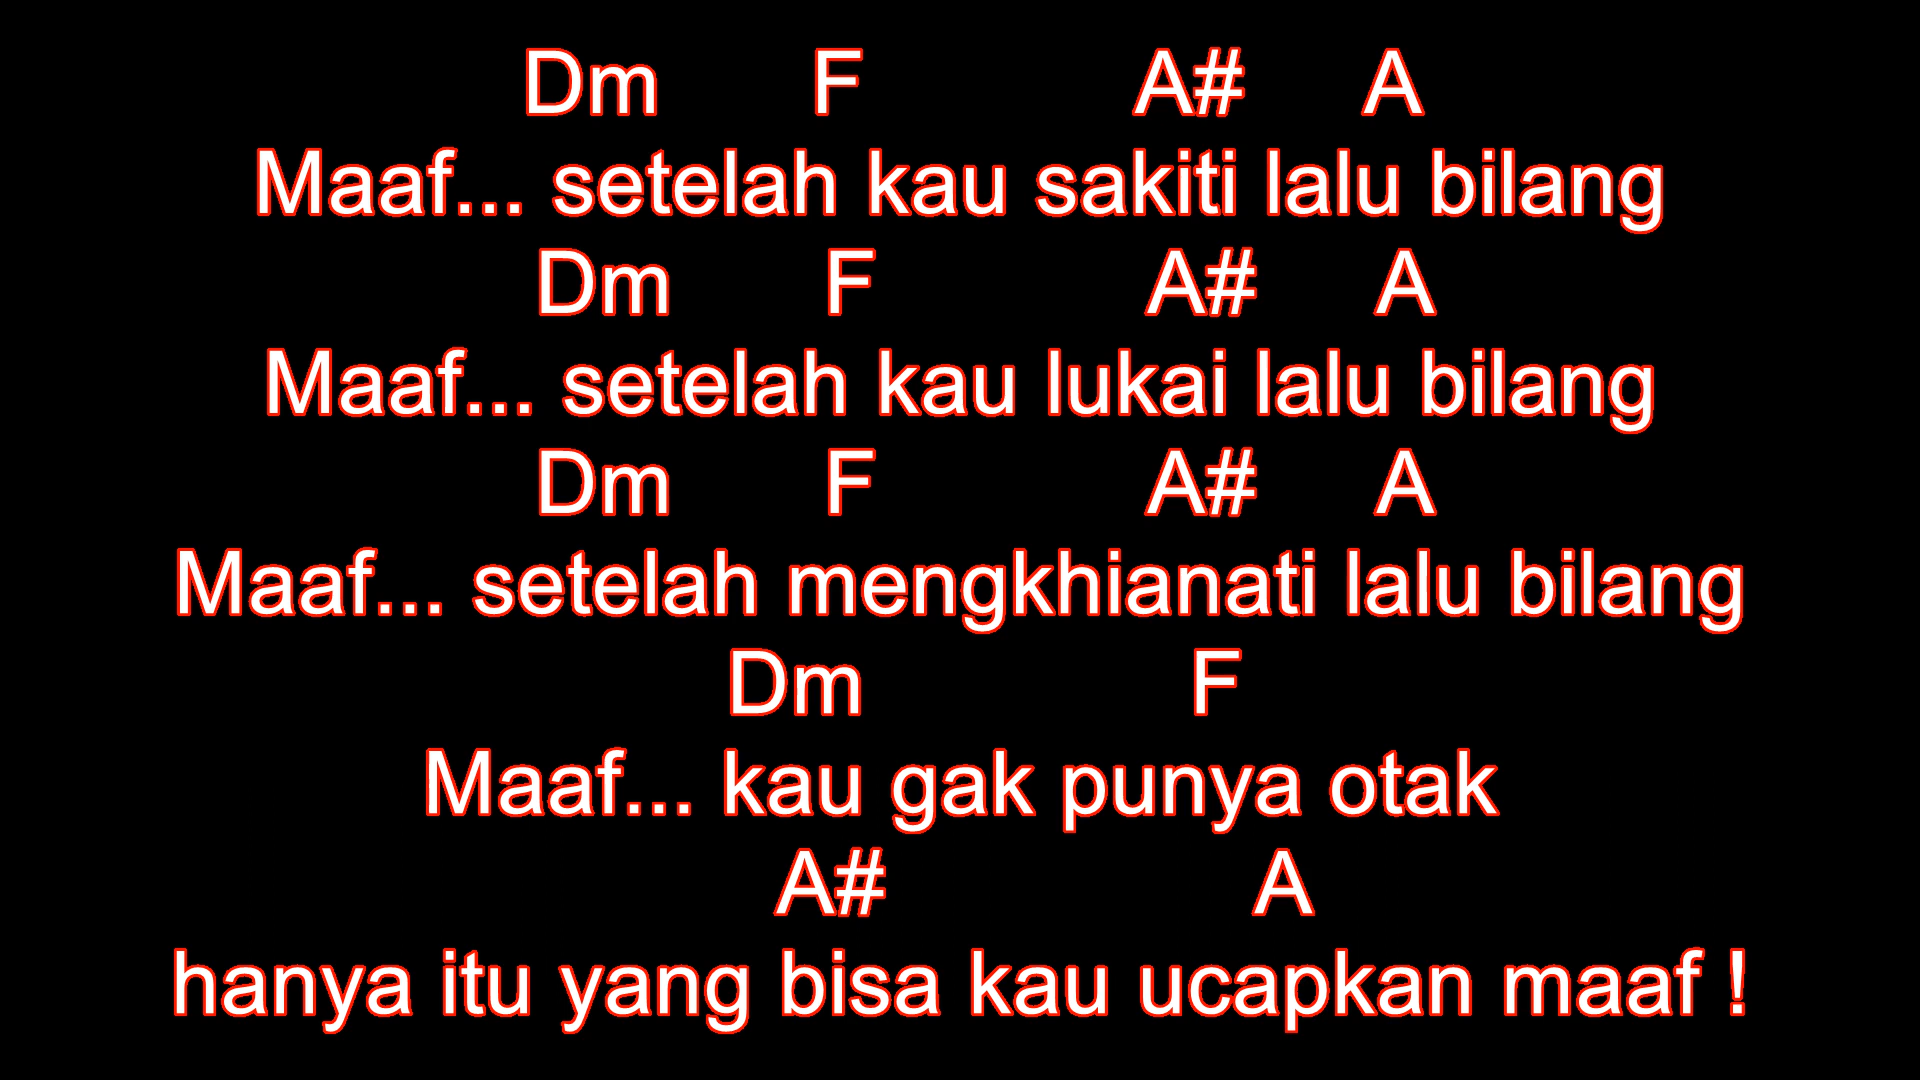 Dm F A# A
Maaf... setelah kau sakiti lalu bilang
Dm F A# A
Maaf... setelah kau lukai lalu bilang
Dm F A# A
Maaf... setelah mengkhianati lalu bilang
Dm F
Maaf... kau gak punya otak
A# A
hanya itu yang bisa kau ucapkan maaf !